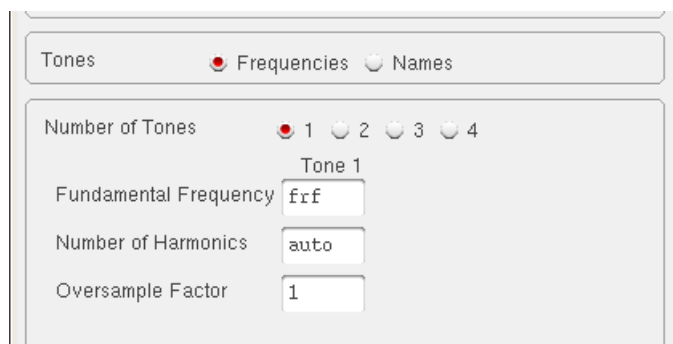 Tones Frequencies Names
Number of Tones 1 2 3 4
Tone 1
Fundamental Frequency frf
Number of Harmonics auto
Oversample Factor 1